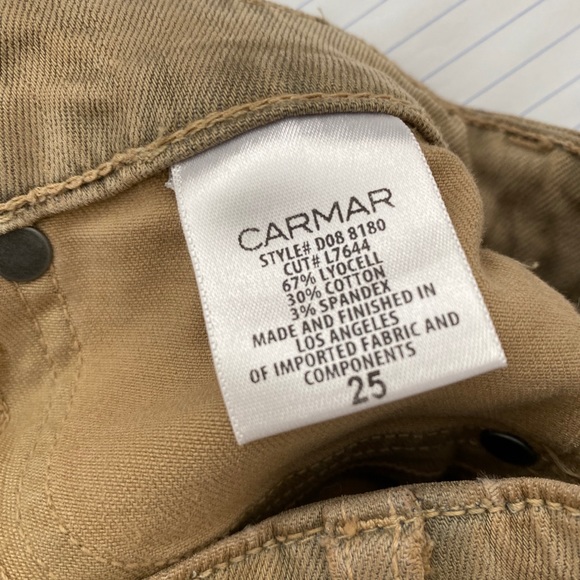 CARMAR
STYLE# D08 8180
CUT# L7644
67% LYOCELL
30% COTTON
3% SPANDEX
MADE AND FINISHED IN
LOS ANGELES
OF IMPORTED FABRIC AND
COMPONENTS
25